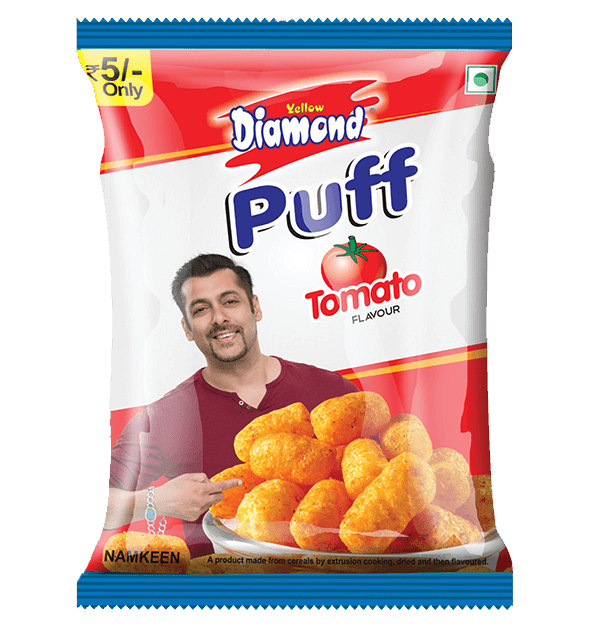 ₹5/-
Only
Yellow
Diamond®
Puff
Tomato
FLAVOUR
NAMKEEN
A product made from cereals by extrusion cooking, dried and then flavoured.